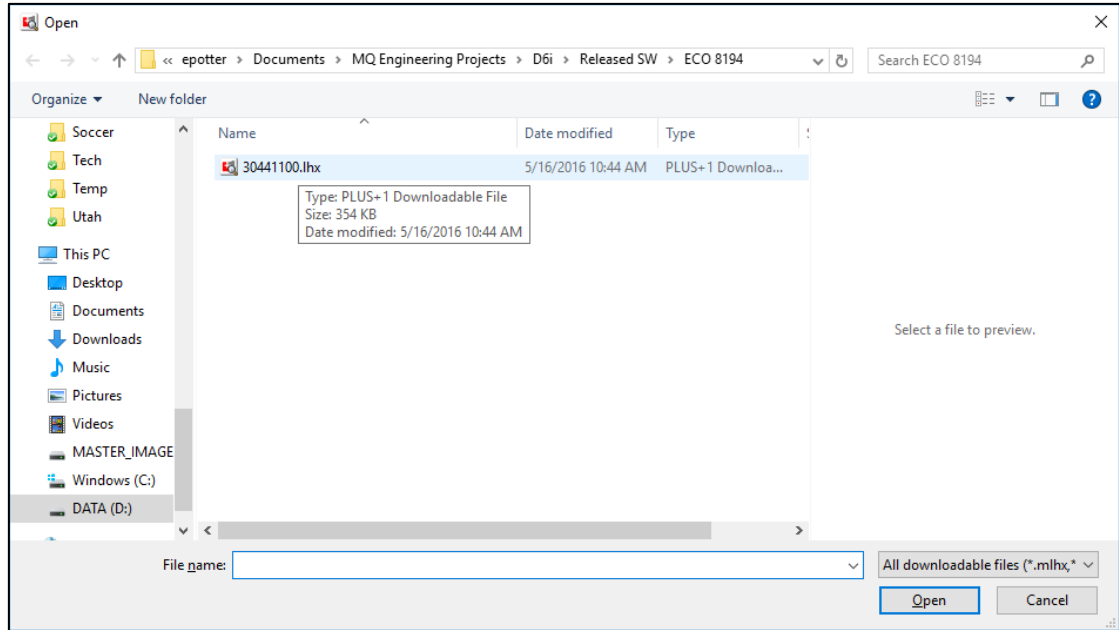 Open
« epotter > Documents > MQ Engineering Projects > D6i > Released SW > ECO 8194
Search ECO 8194
Organize
New folder
Soccer
Tech
Temp
Utah
This PC
Desktop
Documents
Downloads
Music
Pictures
Videos
MASTER_IMAGE
Windows (C:)
DATA (D:)
Name
Date modified
Type
30441100.lhx
5/16/2016 10:44 AM
PLUS+1 Downloa...
Type: PLUS+1 Downloadable File
Size: 354 KB
Date modified: 5/16/2016 10:44 AM
Select a file to preview.
File name:
All downloadable files (*.mlhx,*
Open
Cancel